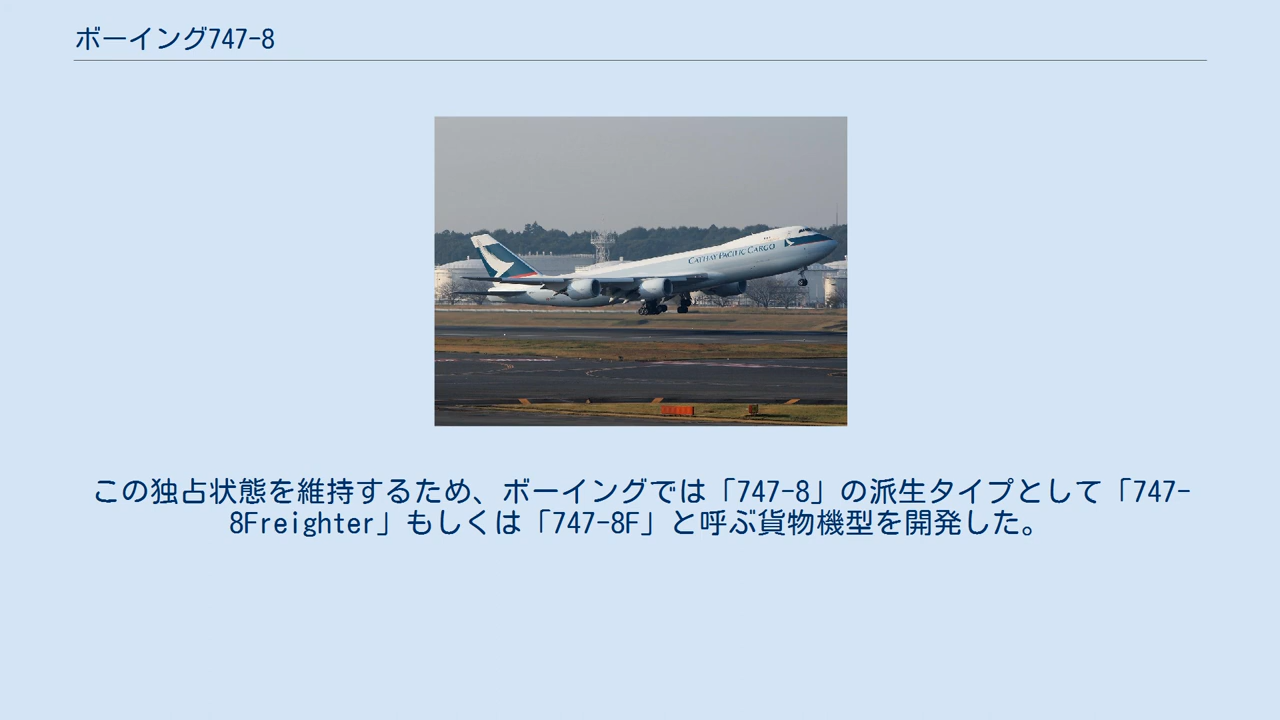 ボーイング747-8
CATHAY PACIFIC CARGO
この独占状態を維持するため、ボーイングでは「747-8」の派生タイプとして「747-
8Freighter」もしくは「747-8F」と呼ぶ貨物機型を開発した。